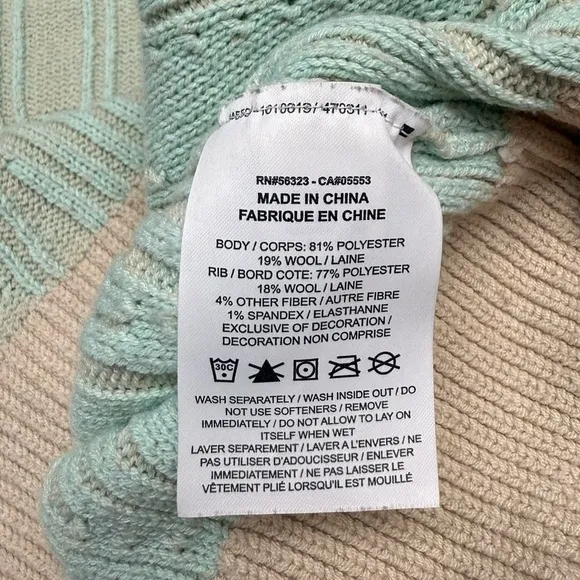 RN#56323 - CA#05553
MADE IN CHINA
FABRIQUE EN CHINE
BODY / CORPS: 81% POLYESTER
19% WOOL / LAINE
RIB / BORD COTE: 77% POLYESTER
18% WOOL / LAINE
4% OTHER FIBER / AUTRE FIBRE
1% SPANDEX / ELASTHANNE
EXCLUSIVE OF DECORATION /
DECORATION NON COMPRISE
30C
WASH SEPARATELY / WASH INSIDE OUT / DO
NOT USE SOFTENERS / REMOVE
IMMEDIATELY / DO NOT ALLOW TO LAY ON
ITSELF WHEN WET
LAVER SEPAREMENT / LAVER A L'ENVERS / NE
PAS UTILISER D'ADOUCISSEUR / ENLEVER
IMMEDIATEMENT / NE PAS LAISSER LE
VÊTEMENT PLIÉ LORSQU'IL EST MOUILLÉ